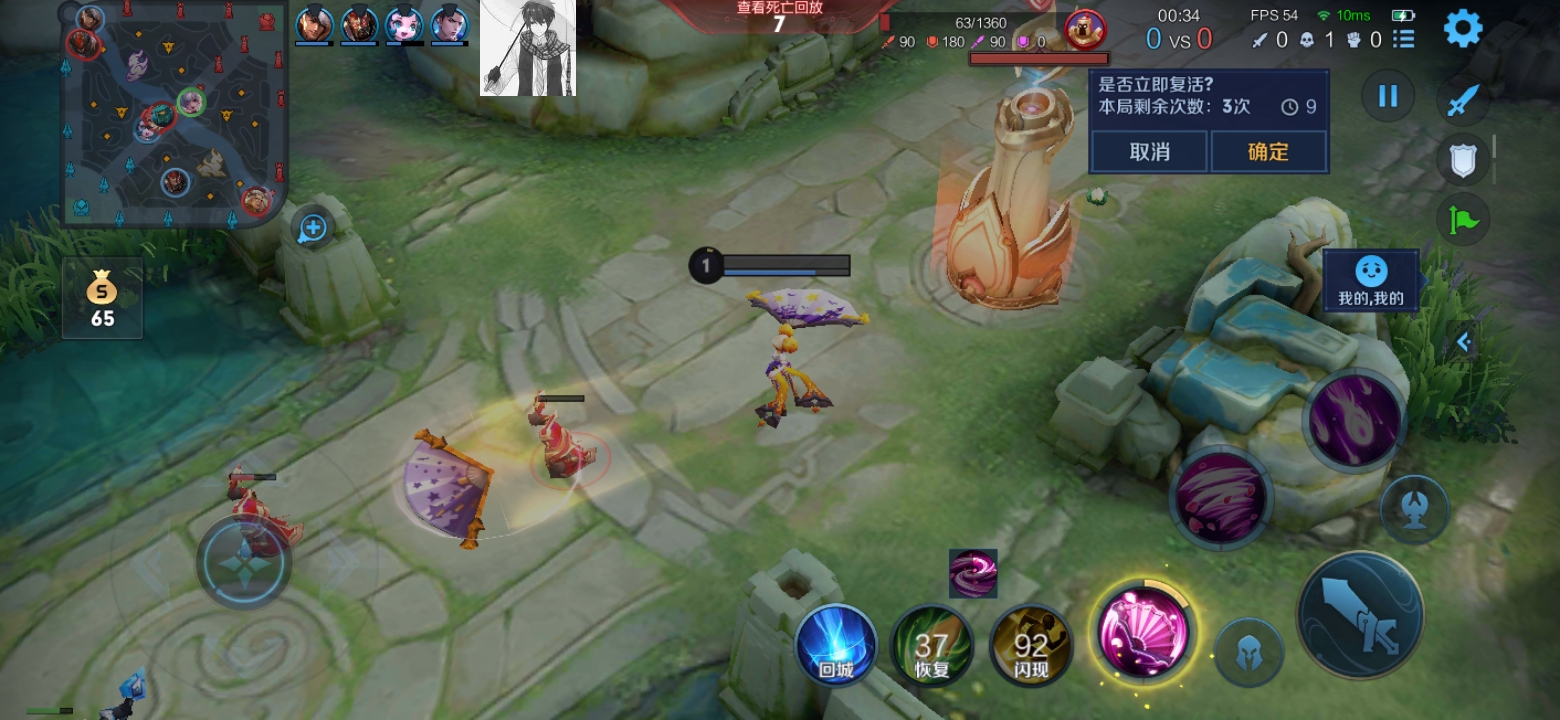 查看死亡回放
7
63/1360
90 180 90 0
00:34
0 VS 0
FPS 54
10ms
0 1 0
是否立即复活?
本局剩余次数: 3次 9
取消
确定
我的,我的
S
65
1
回城
37
恢复
92
闪现